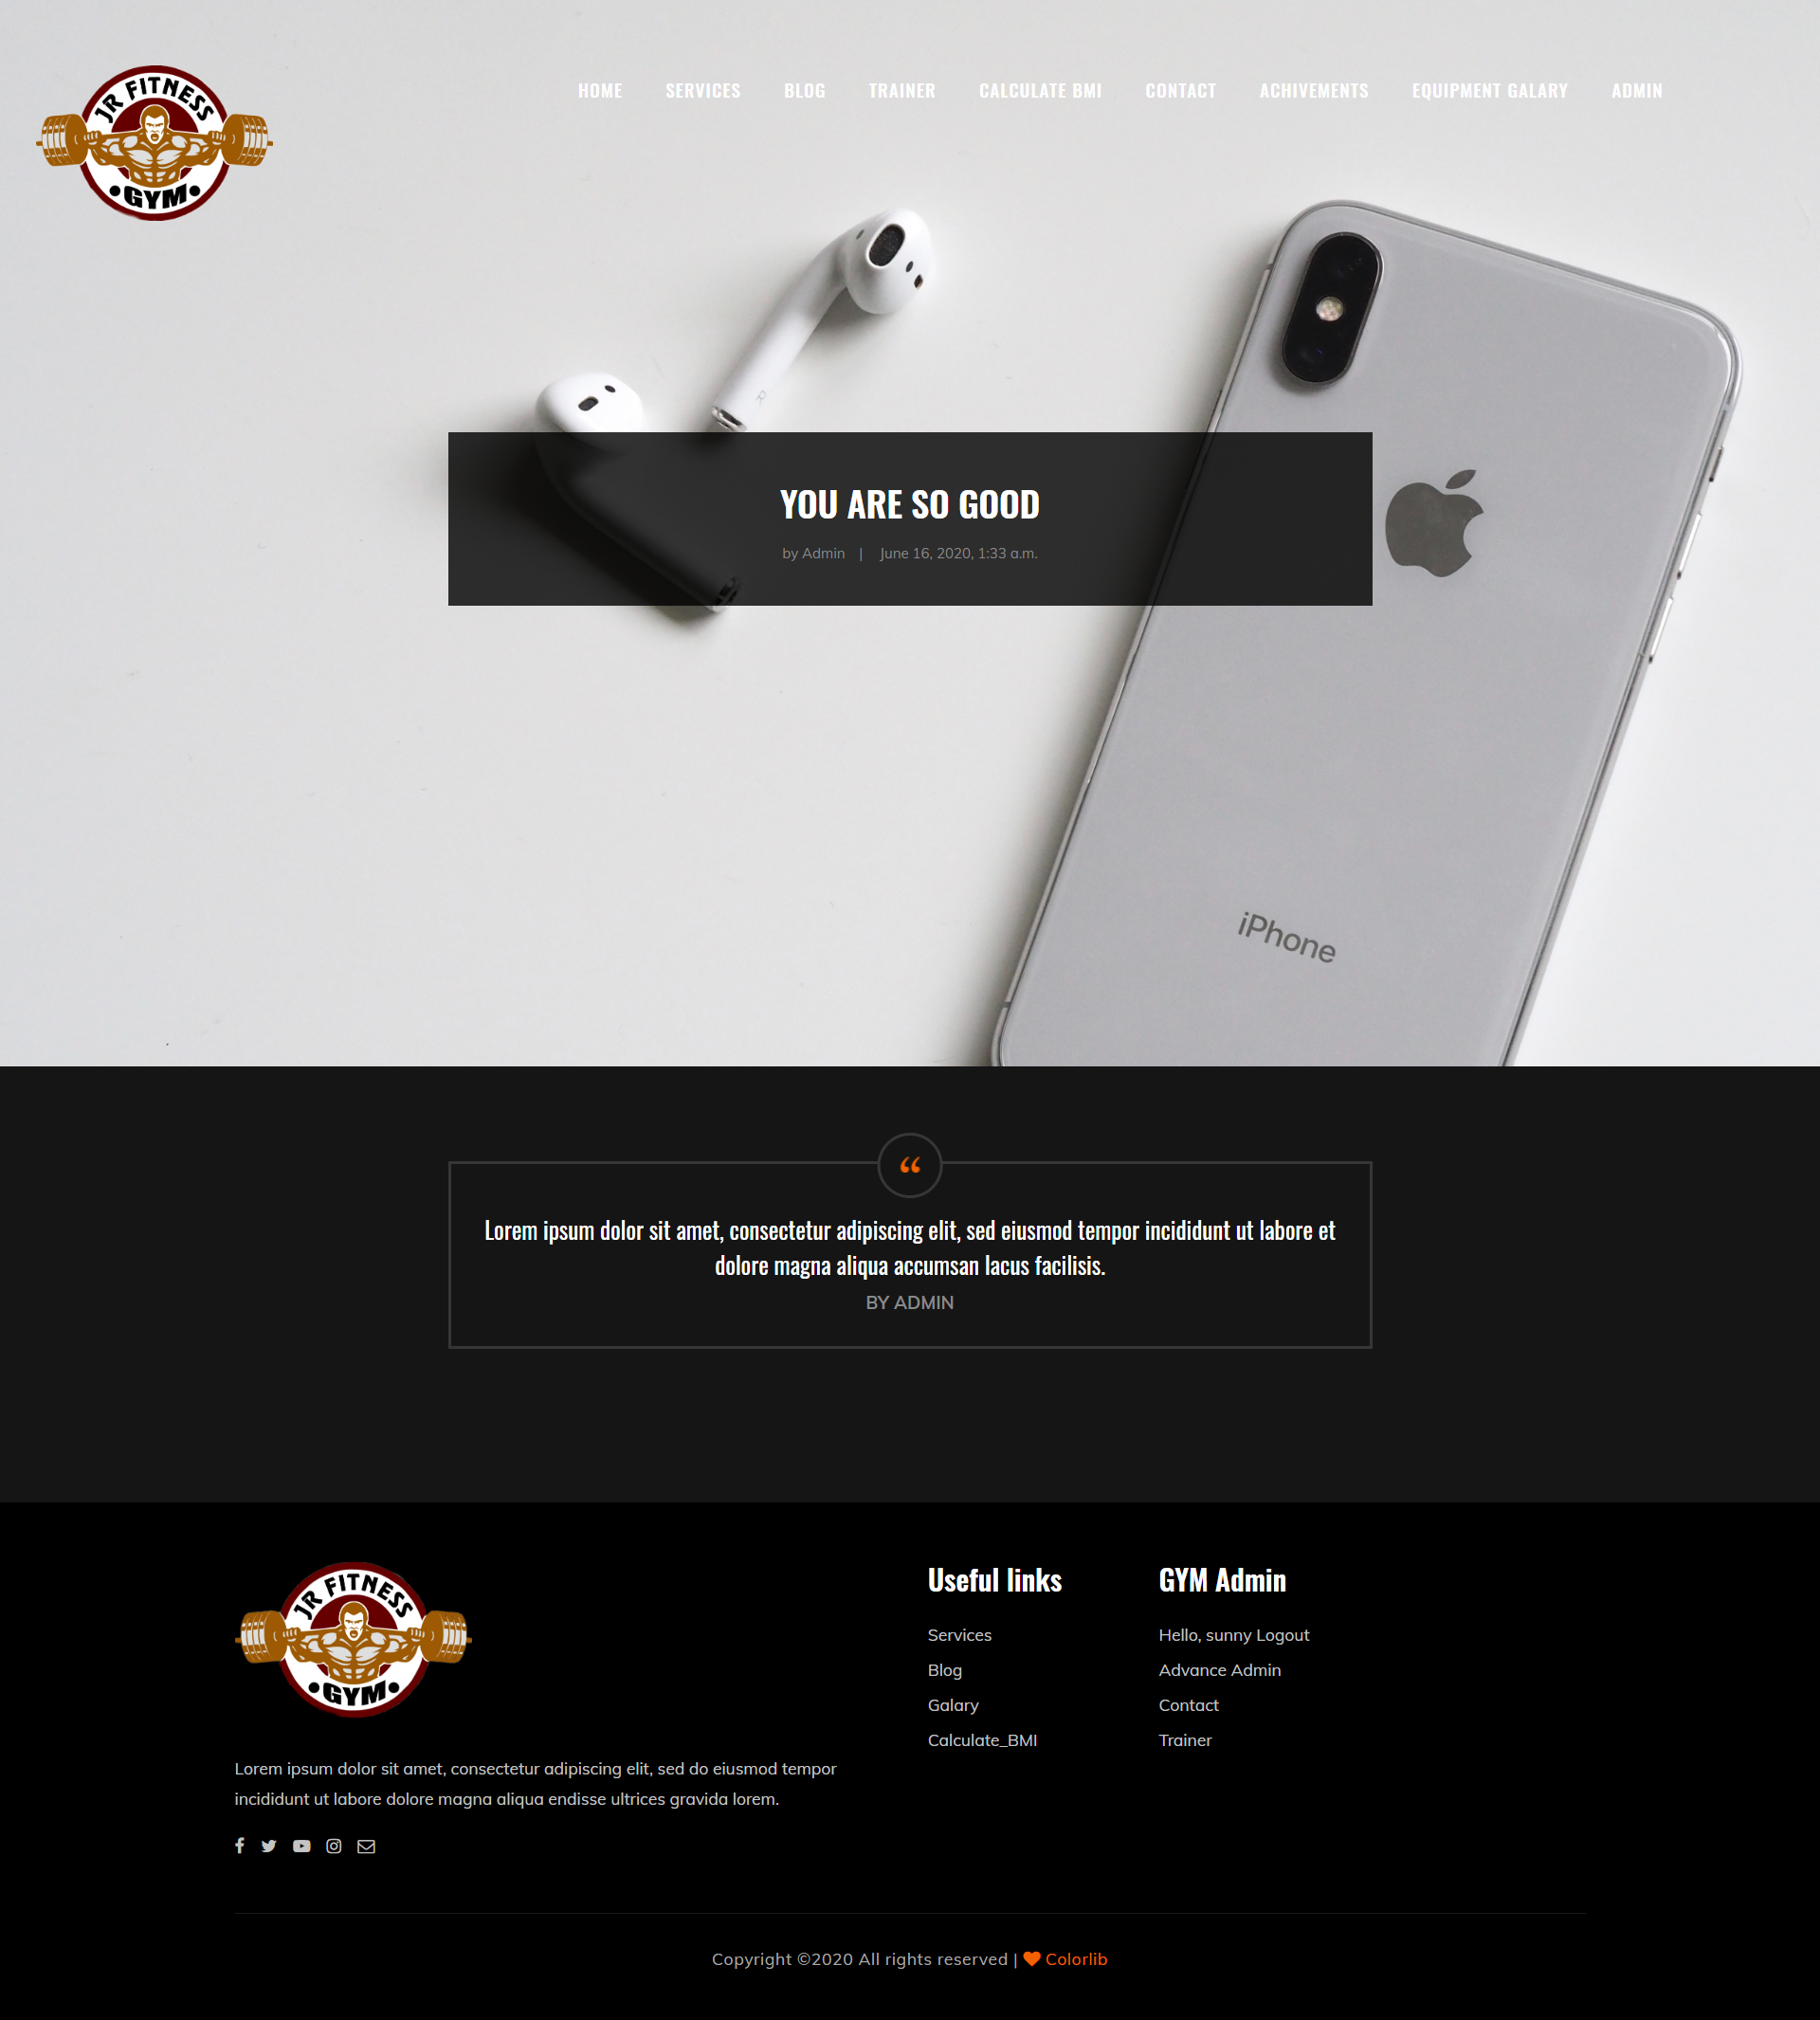 JR FITNESS
GYM
HOME SERVICES BLOG TRAINER CALCULATE BMI CONTACT ACHIVEMENTS EQUIPMENT GALARY ADMIN
R
YOU ARE SO GOOD
by Admin | June 16, 2020, 1:33 a.m.
iPhone
“
Lorem ipsum dolor sit amet, consectetur adipiscing elit, sed eiusmod tempor incididunt ut labore et
dolore magna aliqua accumsan lacus facilisis.
BY ADMIN
JR FITNESS
GYM
Lorem ipsum dolor sit amet, consectetur adipiscing elit, sed do eiusmod tempor
incididunt ut labore dolore magna aliqua endisse ultrices gravida lorem.
Useful links
Services
Blog
Galary
Calculate_BMI
GYM Admin
Hello, sunny Logout
Advance Admin
Contact
Trainer
Copyright ©2020 All rights reserved | Colorlib